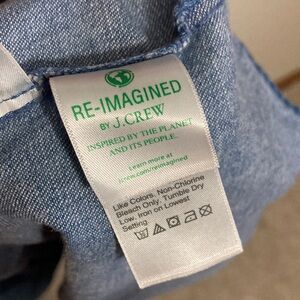 RE-IMAGINED
BY J.CREW
INSPIRED BY THE PLANET
AND ITS PEOPLE.
Learn more at
jcrew.com/reimagined
Like Colors. Non-Chlorine
Bleach Only. Tumble Dry
Low. Iron on Lowest
Setting.